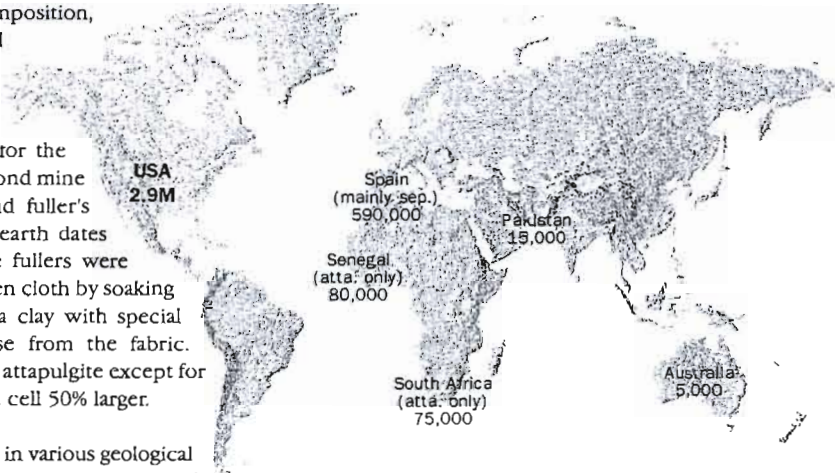 mposition,
for the
ond mine
d fuller's
earth dates
fullers were
en cloth by soaking
a clay with special
se from the fabric.
attapulgite except for
cell 50% larger.
in various geological
USA
2.9M
Spain
(mainly sep.)
590,000
Pakistan
15,000
Senegal
(atta. only)
80,000
South Africa
(atta. only)
75,000
Australia
5,000